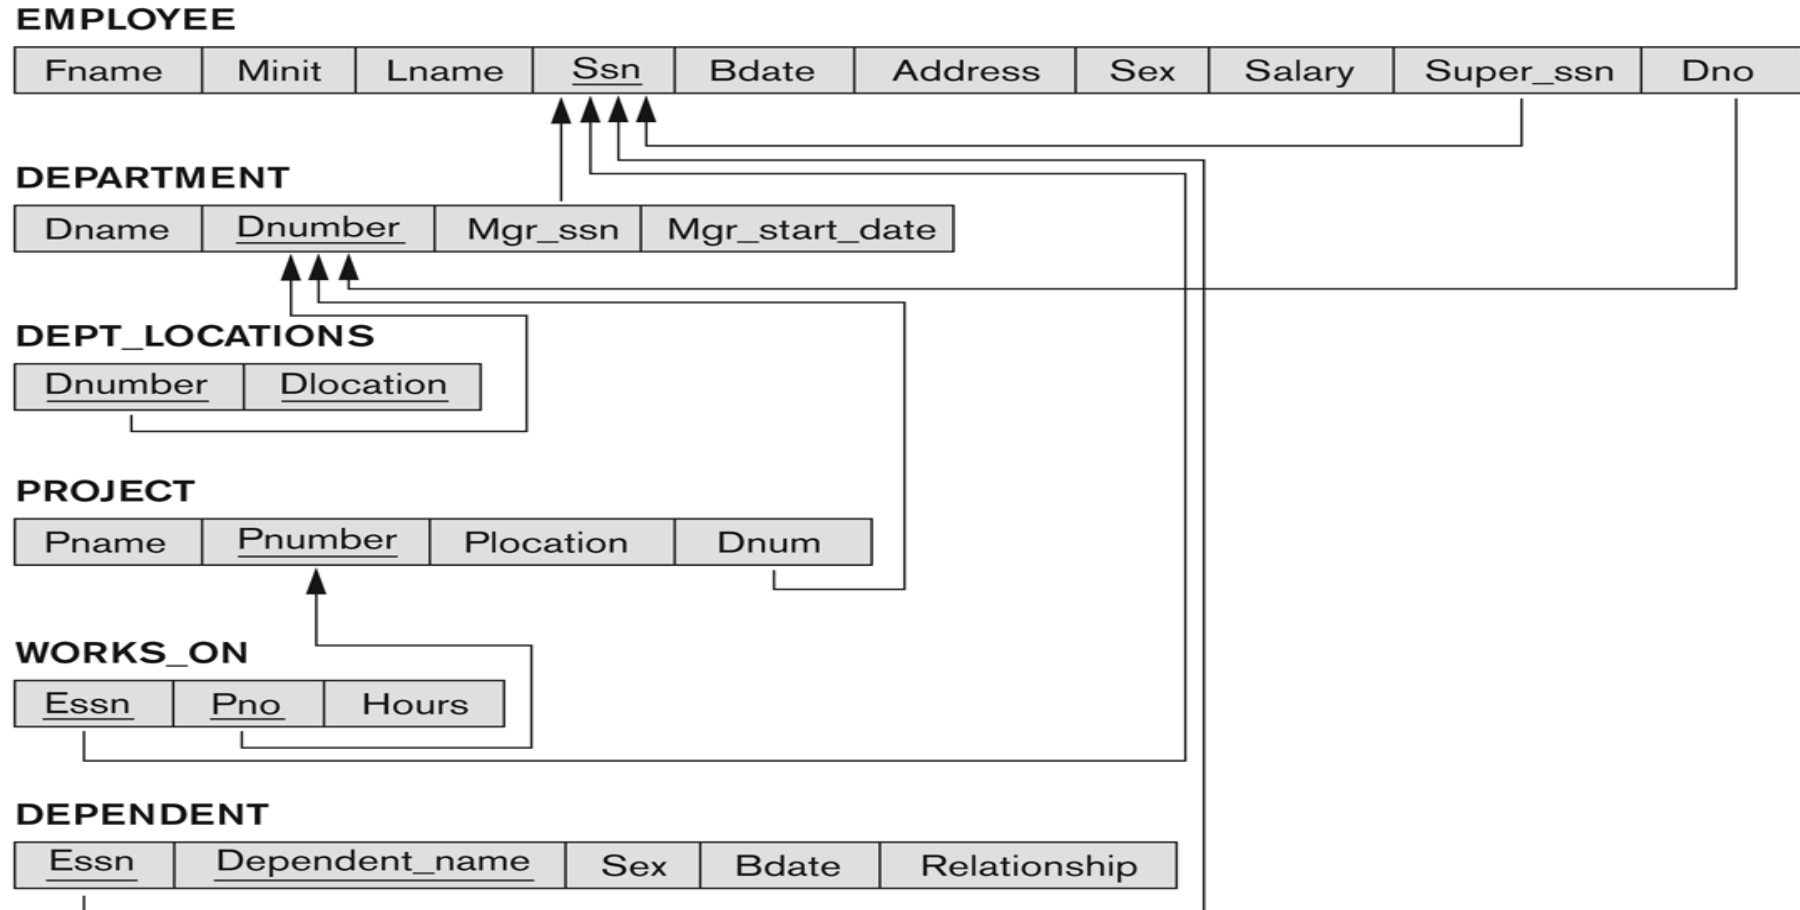 EMPLOYEE
Fname Minit Lname Ssn Bdate Address Sex Salary Super_ssn Dno
DEPARTMENT
Dname Dnumber Mgr_ssn Mgr_start_date
DEPT_LOCATIONS
Dnumber Dlocation
PROJECT
Pname Pnumber Plocation Dnum
WORKS_ON
Essn Pno Hours
DEPENDENT
Essn Dependent_name Sex Bdate Relationship